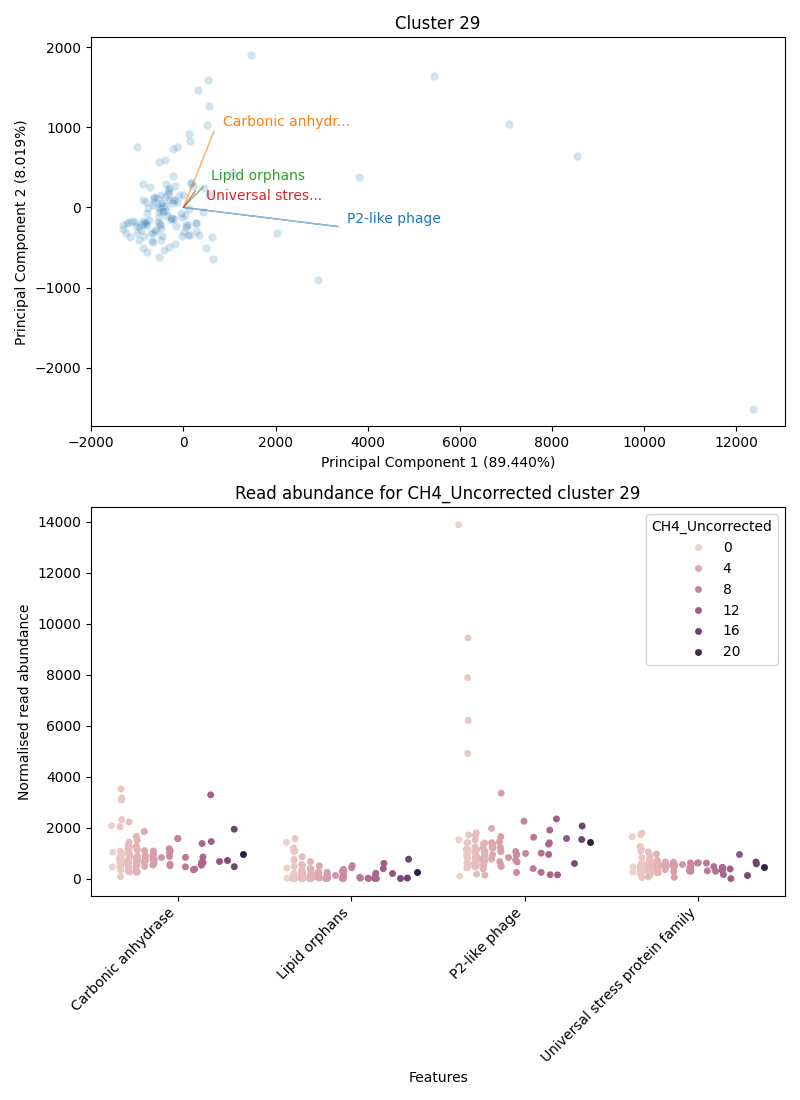 Cluster 29
2000
1000
0
−1000
−2000
Principal Component 2 (8.019%)
Carbonic anhydr...
Lipid orphans
Universal stres...
P2-like phage
−2000
0
2000
4000
6000
8000
10000
12000
Principal Component 1 (89.440%)
Read abundance for CH4_Uncorrected cluster 29
14000
12000
10000
8000
6000
4000
2000
0
Normalised read abundance
CH4_Uncorrected
0
4
8
12
16
20
Carbonic anhydrase
Lipid orphans
P2-like phage
Universal stress protein family
Features